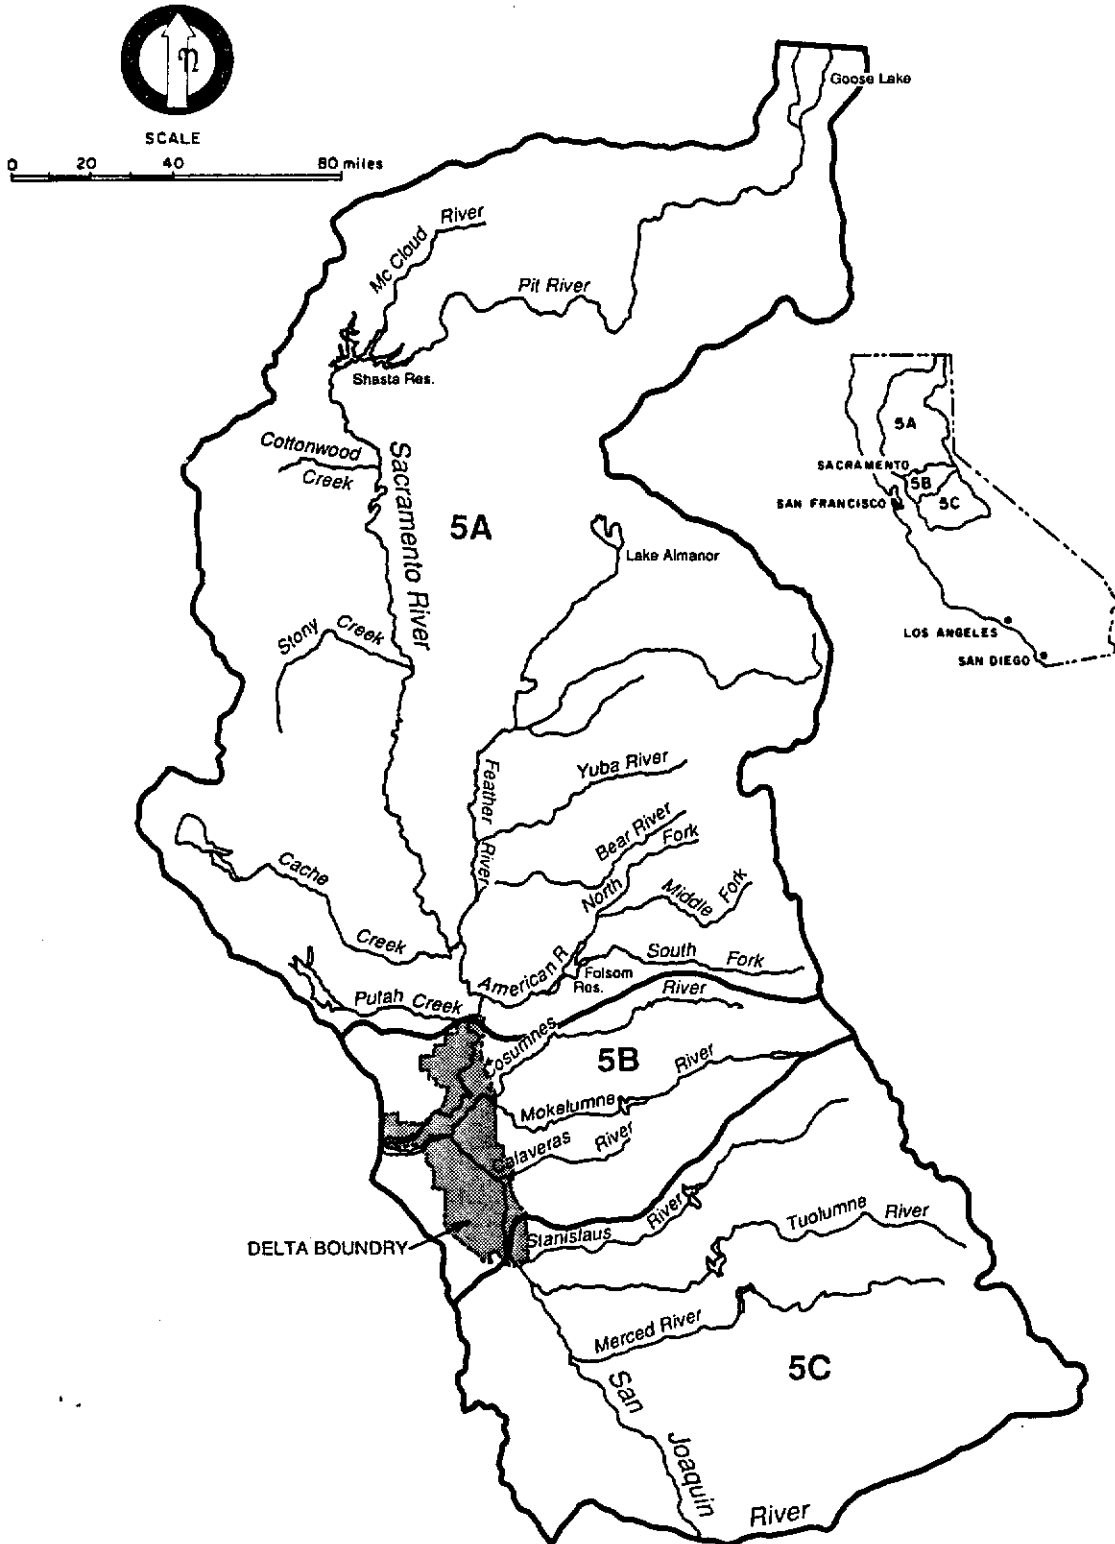 η
SCALE
0 20 40 80 miles
Goose Lake
Mc Cloud River
Pit River
Shasta Res.
Cottonwood
Creek
Sacramento River
5A
Lake Almanor
Stony Creek
Feather River
Yuba River
Bear River
North Fork
Middle Fork
Cache Creek
American R.
South Fork
Folsom
Res.
Putah Creek
Cosumnes River
5B
Mokelumne River
Calaveras River
Stanislaus River
Tuolumne River
DELTA BOUNDRY
Merced River
5C
San Joaquin River
5A
SACRAMENTO
5B
SAN FRANCISCO
5C
LOS ANGELES
SAN DIEGO